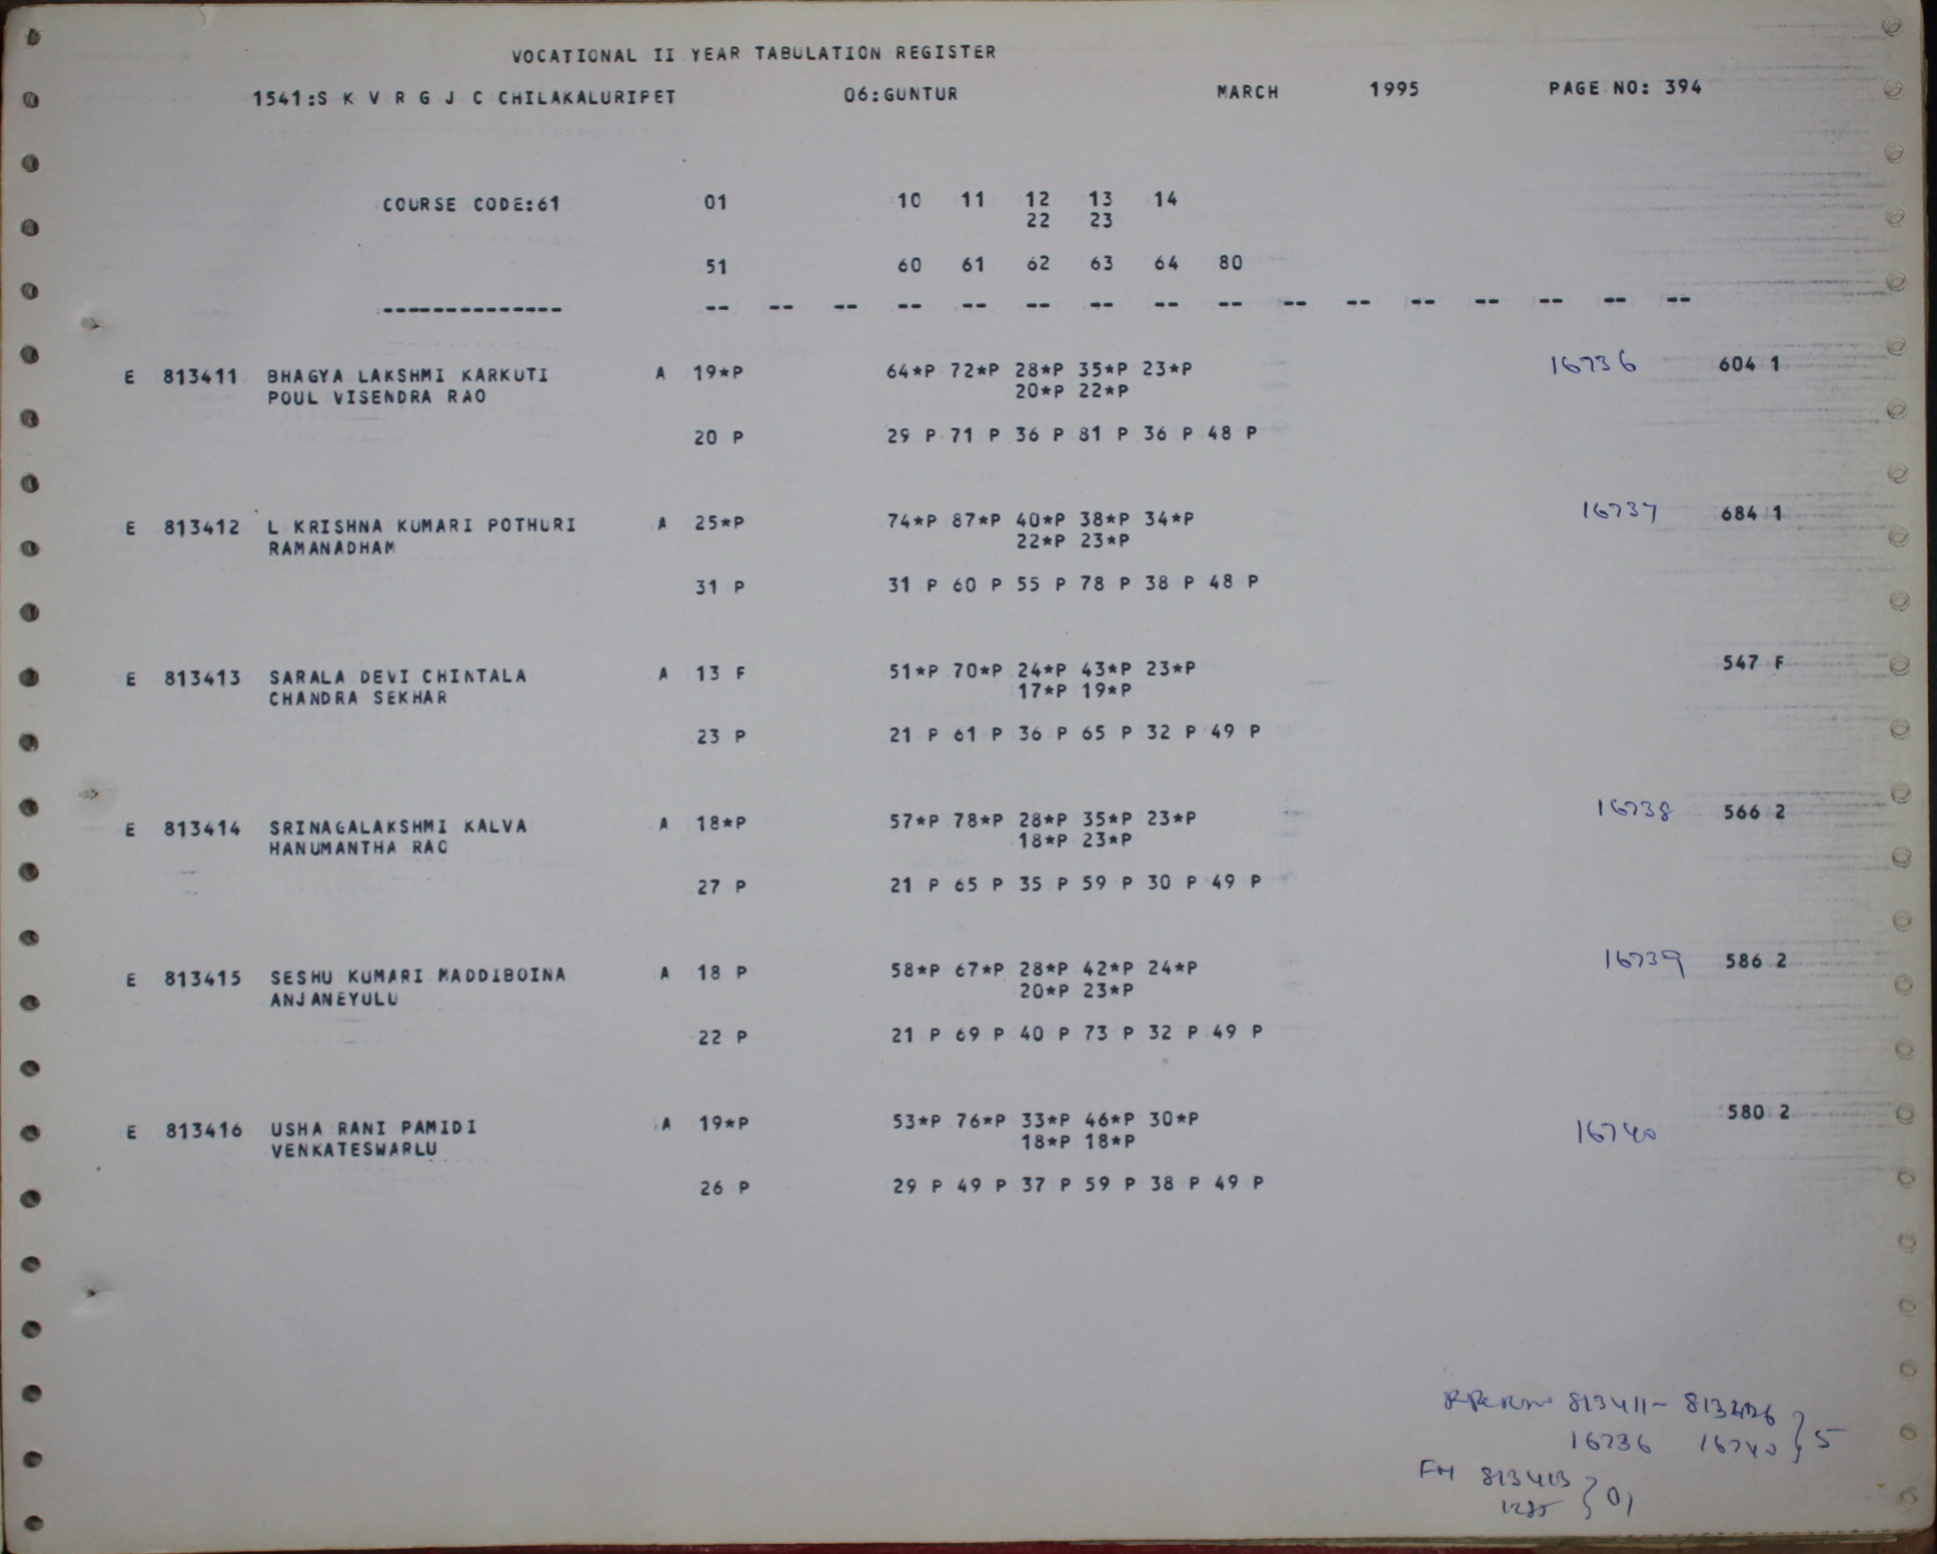 VOCATIONAL II YEAR TABULATION REGISTER
1541:S K V R G J C CHILAKALURIPET 06:GUNTUR MARCH 1995 PAGE NO: 394
COURSE CODE:61 01 10 11 12 13 14
22 23
51 60 61 62 63 64 80
-------------- -- -- -- -- -- -- -- -- -- -- -- -- -- -- -- --
E 813411 BHAGYA LAKSHMI KARKUTI A 19*P 64*P 72*P 28*P 35*P 23*P 16736 604 1
POUL VISENDRA RAO 20*P 22*P
20 P 29 P 71 P 36 P 81 P 36 P 48 P
E 813412 L KRISHNA KUMARI POTHURI A 25*P 74*P 87*P 40*P 38*P 34*P 16737 684 1
RAMANADHAM 22*P 23*P
31 P 31 P 60 P 55 P 78 P 38 P 48 P
E 813413 SARALA DEVI CHINTALA A 13 F 51*P 70*P 24*P 43*P 23*P 547 F
CHANDRA SEKHAR 17*P 19*P
23 P 21 P 61 P 36 P 65 P 32 P 49 P
E 813414 SRINAGALAKSHMI KALVA A 18*P 57*P 78*P 28*P 35*P 23*P 16738 566 2
HANUMANTHA RAO 18*P 23*P
27 P 21 P 65 P 35 P 59 P 30 P 49 P
E 813415 SESHU KUMARI MADDIBOINA A 18 P 58*P 67*P 28*P 42*P 24*P 16739 586 2
ANJANEYULU 20*P 23*P
22 P 21 P 69 P 40 P 73 P 32 P 49 P
E 813416 USHA RANI PAMIDI A 19*P 53*P 76*P 33*P 46*P 30*P 580 2
VENKATESWARLU 18*P 18*P 16740
26 P 29 P 49 P 37 P 59 P 38 P 49 P
813411-
16736 16740 } 5
813413